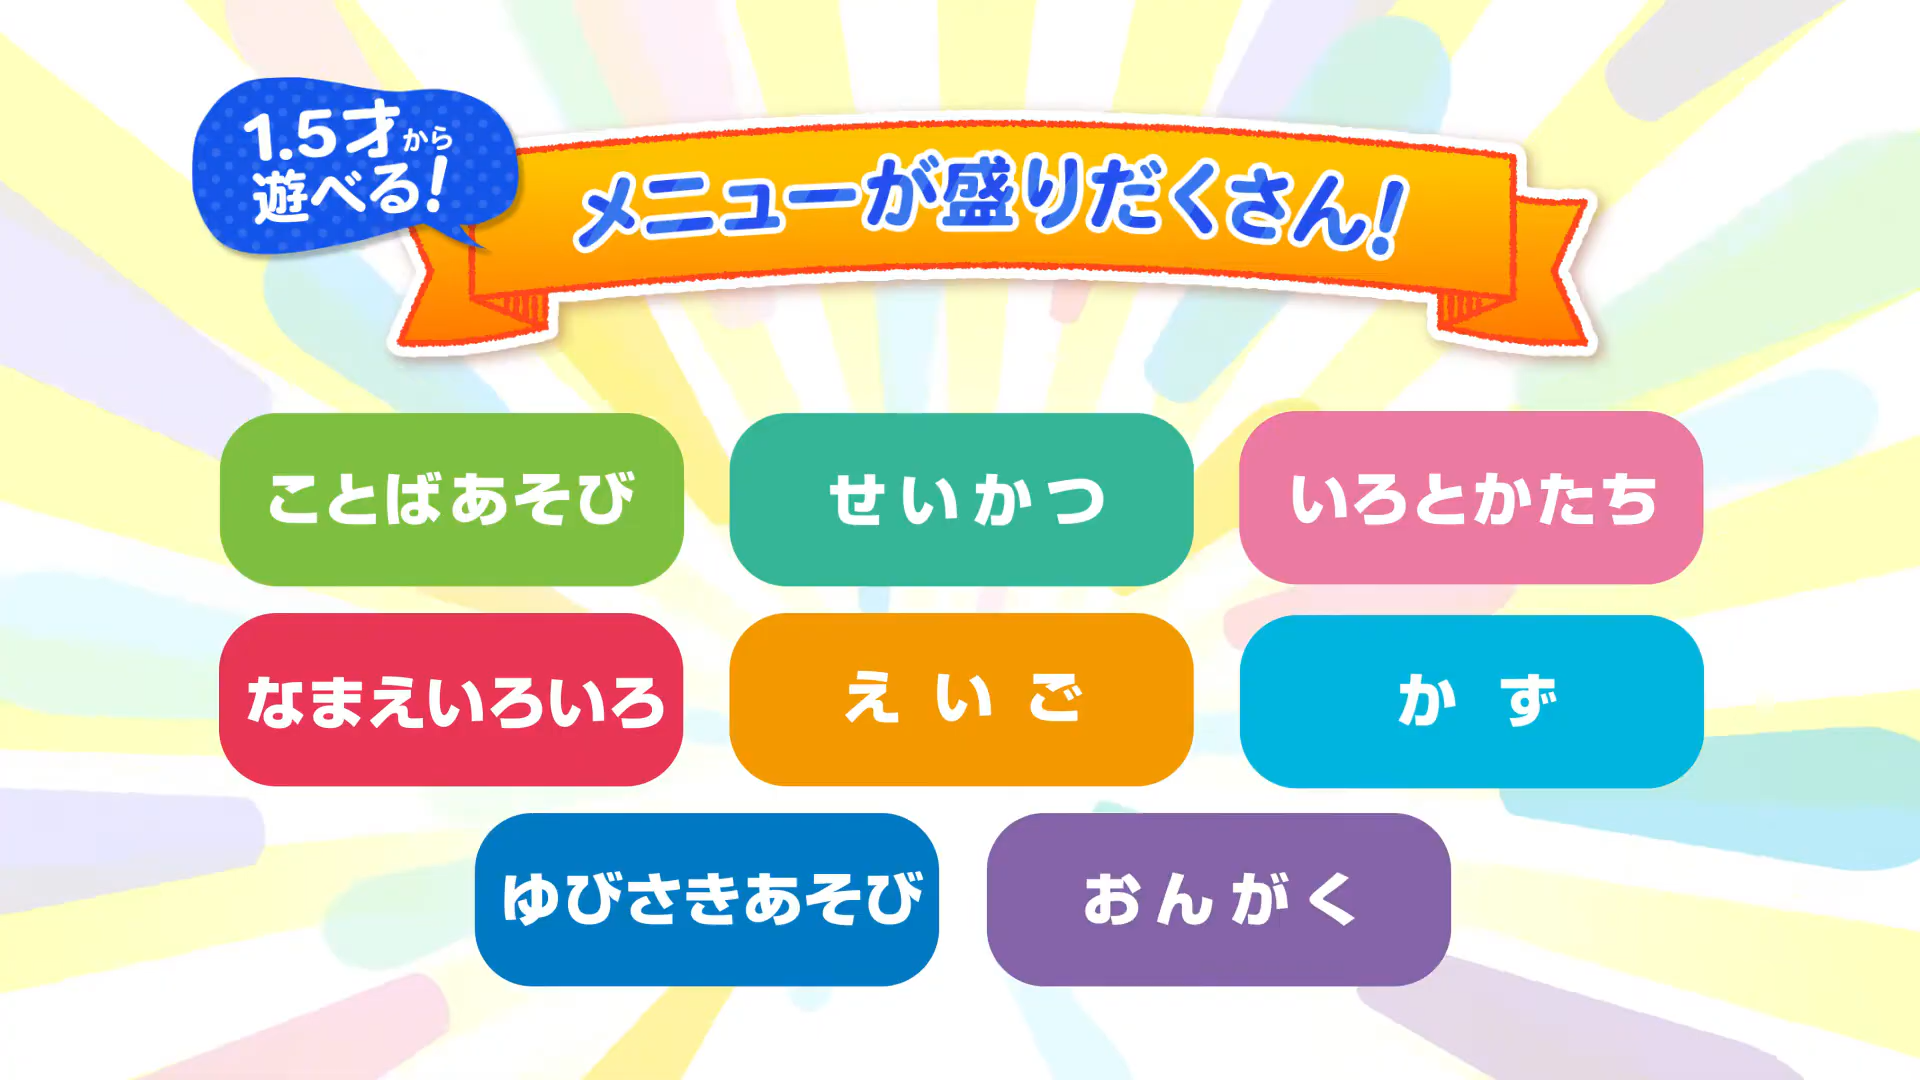 1.5才から
遊べる!
メニューが盛りだくさん!
ことばあそび
せいかつ
いろとかたち
なまえいろいろ
えいご
かず
ゆびさきあそび
おんがく